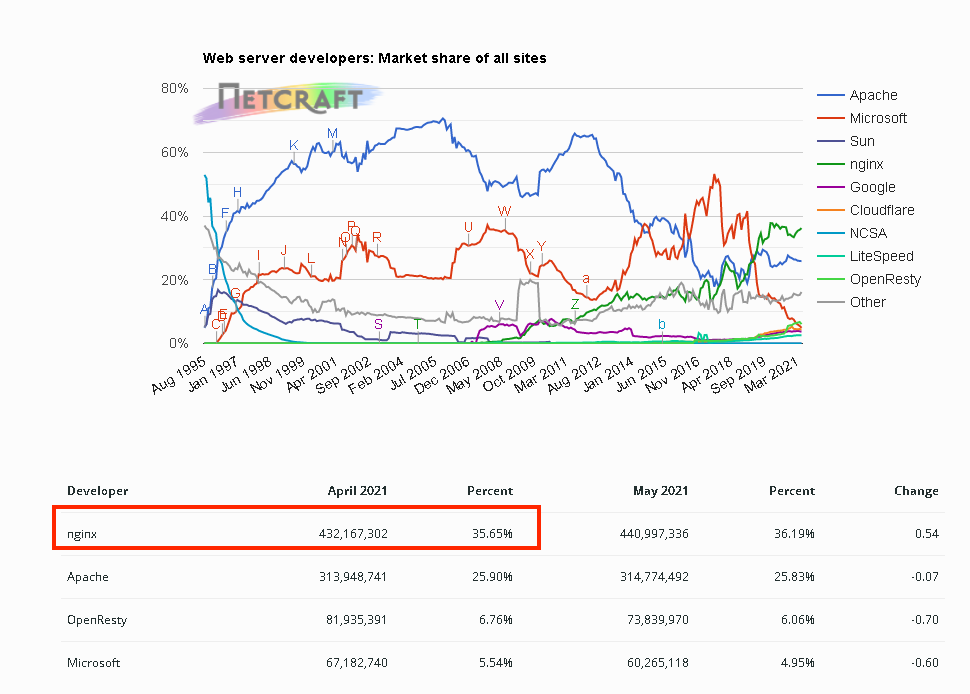 Web server developers: Market share of all sites
NETCRAFT
80%
60%
40%
20%
0%
A
B
C
E
F
G
H
I
J
K
L
M
N
O
P
Q
R
S
T
U
V
W
X
Y
Z
a
b
Aug 1995
Jan 1997
Jun 1998
Nov 1999
Apr 2001
Sep 2002
Feb 2004
Jul 2005
Dec 2006
May 2008
Oct 2009
Mar 2011
Aug 2012
Jan 2014
Jun 2015
Nov 2016
Apr 2018
Sep 2019
Mar 2021
Apache
Microsoft
Sun
nginx
Google
Cloudflare
NCSA
LiteSpeed
OpenResty
Other
Developer April 2021 Percent May 2021 Percent Change
nginx 432,167,302 35.65% 440,997,336 36.19% 0.54
Apache 313,948,741 25.90% 314,774,492 25.83% -0.07
OpenResty 81,935,391 6.76% 73,839,970 6.06% -0.70
Microsoft 67,182,740 5.54% 60,265,118 4.95% -0.60